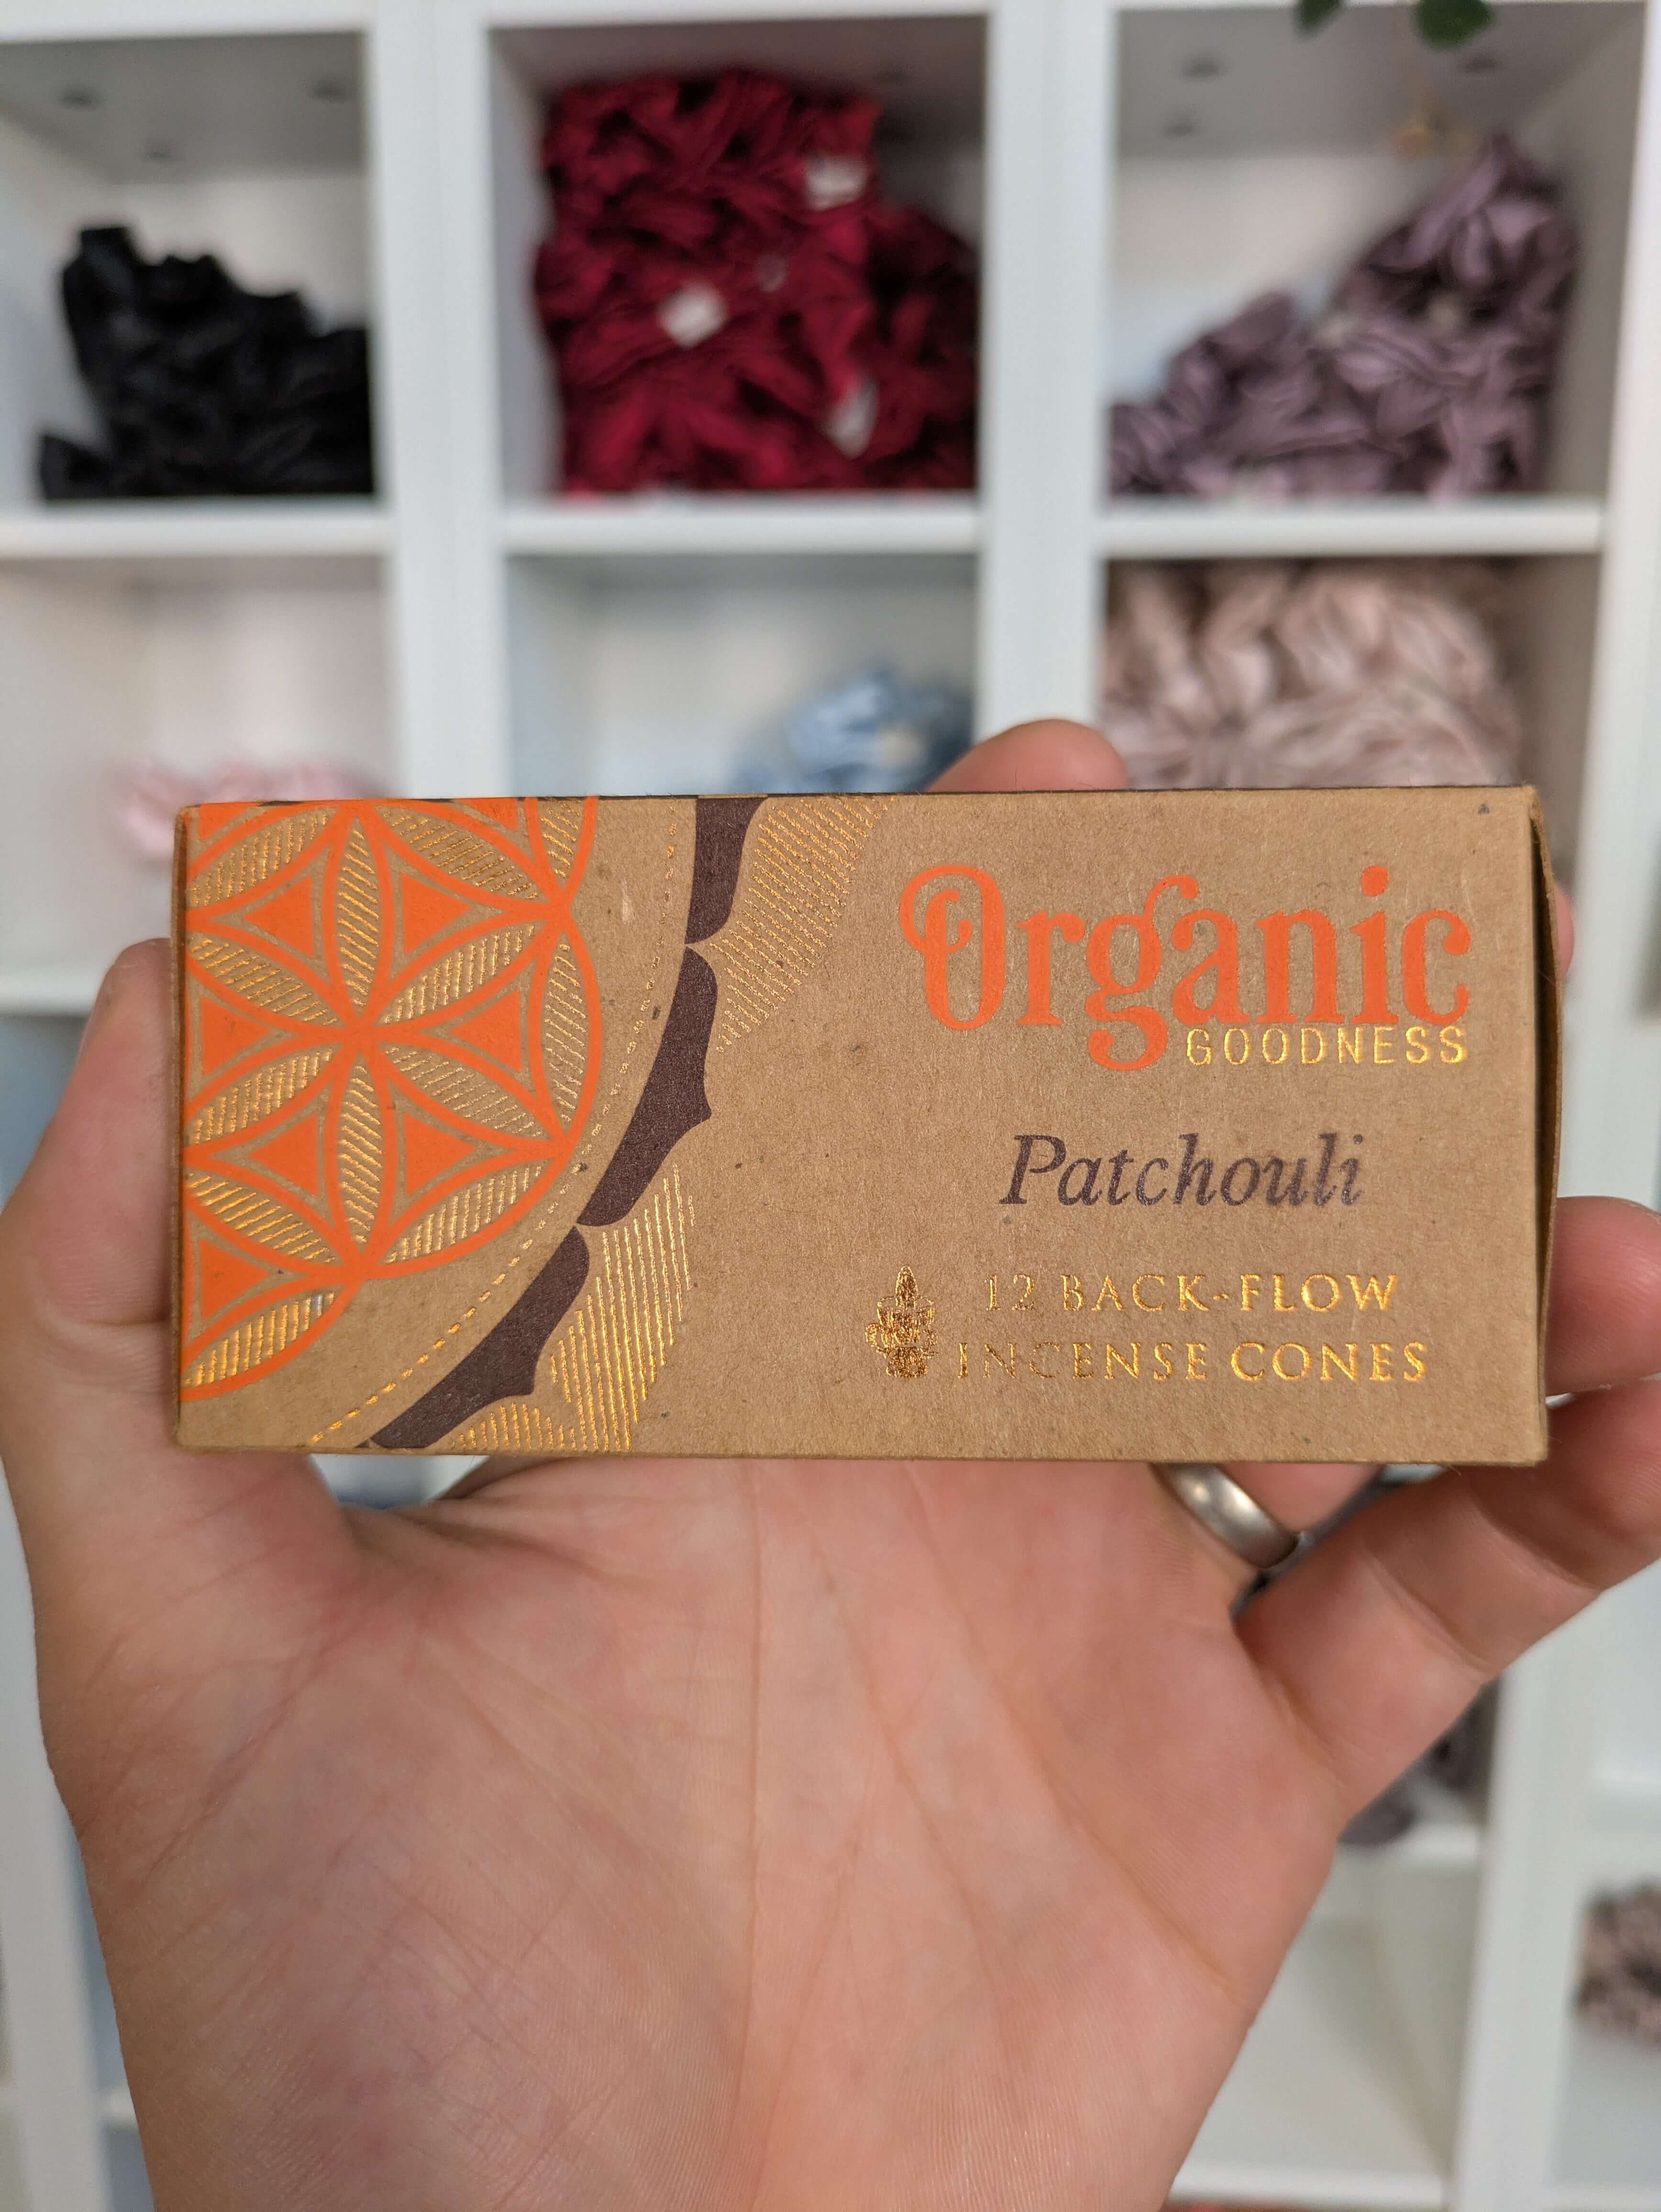 Organic
GOODNESS
Patchouli
12 BACK-FLOW
INCENSE CONES